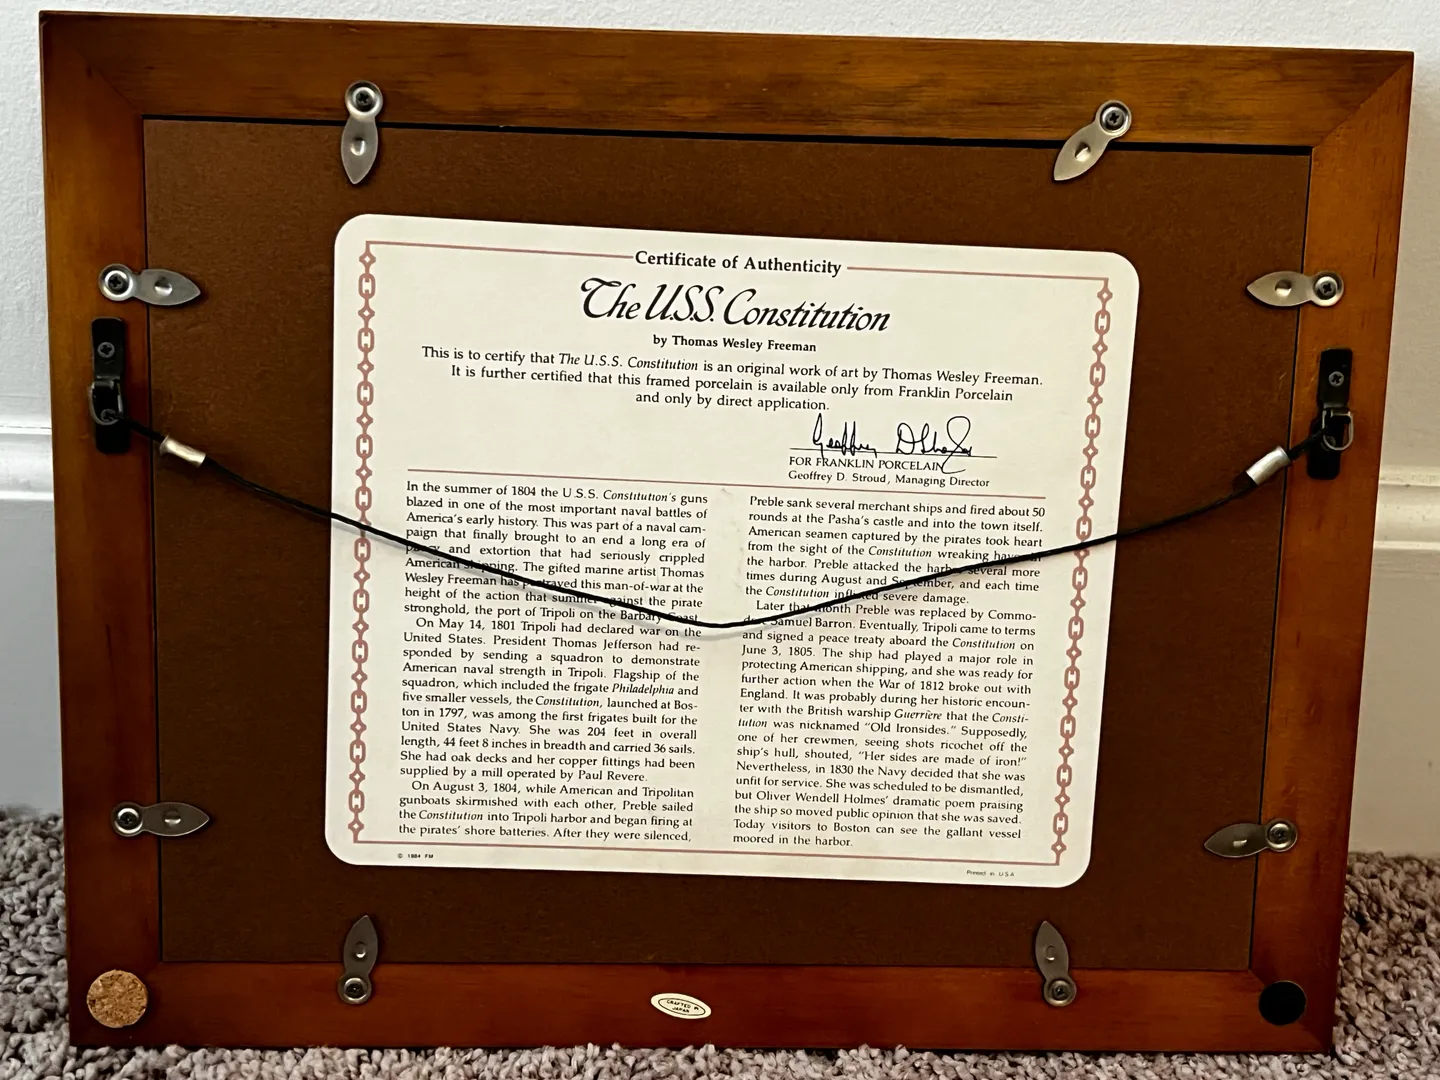 Certificate of Authenticity
The U.S.S. Constitution
by Thomas Wesley Freeman
This is to certify that The U.S.S. Constitution is an original work of art by Thomas Wesley Freeman.
It is further certified that this framed porcelain is available only from Franklin Porcelain
and only by direct application.
FOR FRANKLIN PORCELAIN
Geoffrey D. Stroud, Managing Director
In the summer of 1804 the U.S.S. Constitution's guns
blazed in one of the most important naval battles of
America's early history. This was part of a naval cam-
paign that finally brought to an end a long era of
piracy and extortion that had seriously crippled
American shipping. The gifted marine artist Thomas
Wesley Freeman has portrayed this man-of-war at the
height of the action that summer against the pirate
stronghold, the port of Tripoli on the Barbary Coast.
On May 14, 1801 Tripoli had declared war on the
United States. President Thomas Jefferson had re-
sponded by sending a squadron to demonstrate
American naval strength in Tripoli. Flagship of the
squadron, which included the frigate Philadelphia and
five smaller vessels, the Constitution, launched at Bos-
ton in 1797, was among the first frigates built for the
United States Navy. She was 204 feet in overall
length, 44 feet 8 inches in breadth and carried 36 sails.
She had oak decks and her copper fittings had been
supplied by a mill operated by Paul Revere.
On August 3, 1804, while American and Tripolitan
gunboats skirmished with each other, Preble sailed
the Constitution into Tripoli harbor and began firing at
the pirates' shore batteries. After they were silenced,
Preble sank several merchant ships and fired about 50
rounds at the Pasha's castle and into the town itself.
American seamen captured by the pirates took heart
from the sight of the Constitution wreaking havoc in
the harbor. Preble attacked the harbor several more
times during August and September, and each time
the Constitution inflicted severe damage.
Later that month Preble was replaced by Commo-
dore Samuel Barron. Eventually, Tripoli came to terms
and signed a peace treaty aboard the Constitution on
June 3, 1805. The ship had played a major role in
protecting American shipping, and she was ready for
further action when the War of 1812 broke out with
England. It was probably during her historic encoun-
ter with the British warship Guerrière that the Consti-
tution was nicknamed "Old Ironsides." Supposedly,
one of her crewmen, seeing shots ricochet off the
ship's hull, shouted, "Her sides are made of iron!"
Nevertheless, in 1830 the Navy decided that she was
unfit for service. She was scheduled to be dismantled,
but Oliver Wendell Holmes' dramatic poem praising
the ship so moved public opinion that she was saved.
Today visitors to Boston can see the gallant vessel
moored in the harbor.
© 1984 FM
Printed in U S A
CRAFTED IN
JAPAN